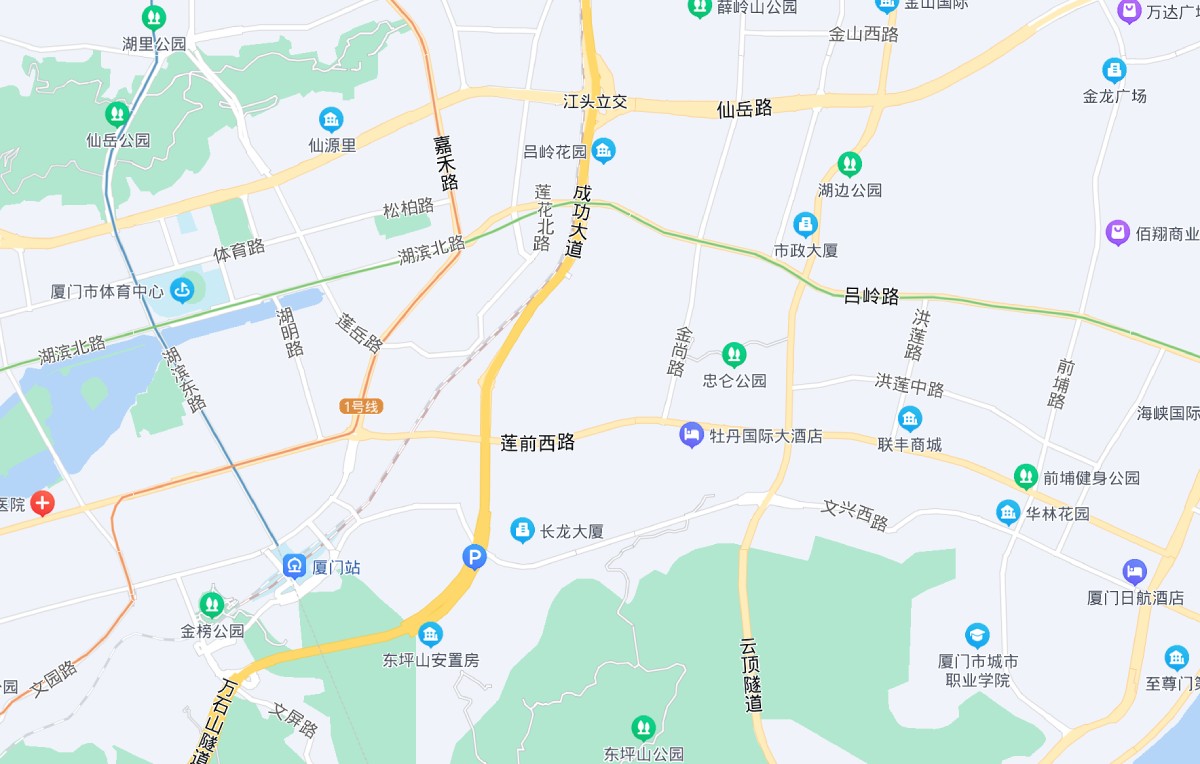 薛岭山公园
金山国际
万达广场
湖里公园
金山西路
金龙广场
江头立交
仙岳路
仙岳公园
仙源里
嘉禾路
吕岭花园
湖边公园
莲花北路
成功大道
松柏路
市政大厦
佰翔商业
体育路
湖滨北路
厦门市体育中心
吕岭路
湖明路
莲岳路
洪莲路
湖滨北路
湖滨东路
金尚路
忠仑公园
前埔路
洪莲中路
1号线
海峡国际
莲前西路
牡丹国际大酒店
联丰商城
前埔健身公园
医院
文兴西路
华林花园
长龙大厦
P
厦门站
厦门日航酒店
金榜公园
东坪山安置房
云顶隧道
厦门市城市
职业学院
至尊门第
公园
文园路
万石山隧道
文屏路
东坪山公园